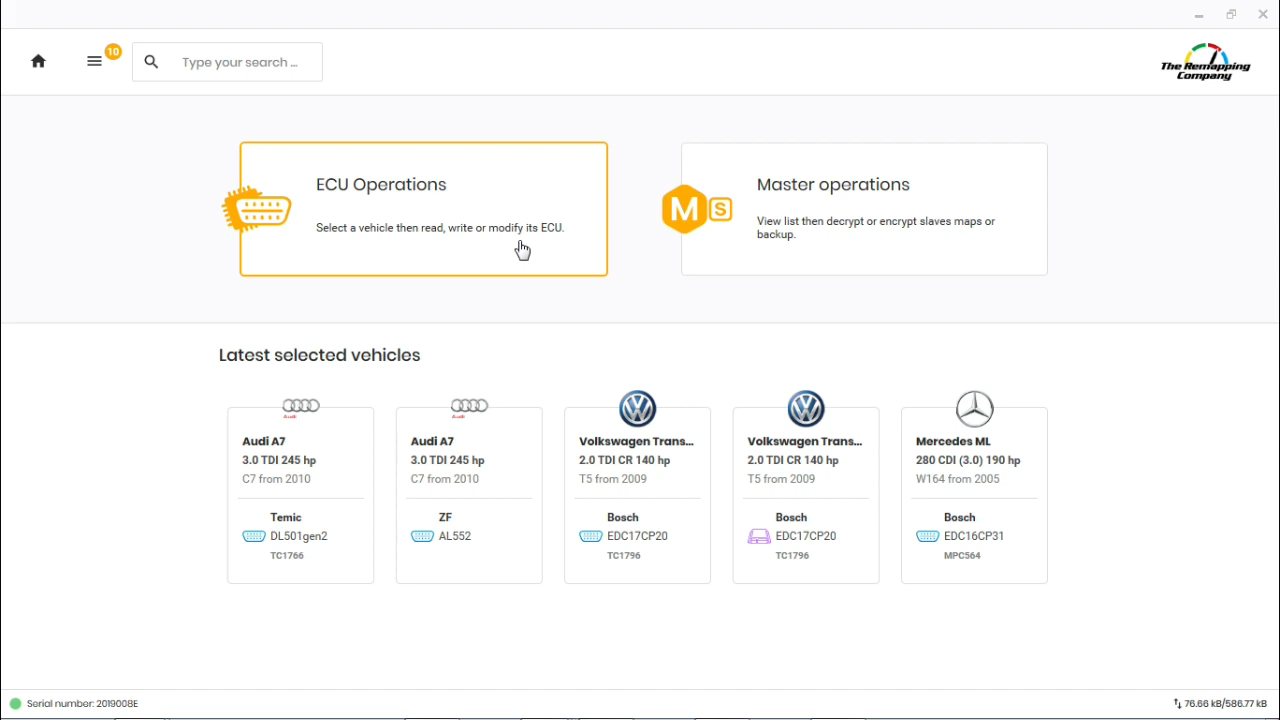 10
Type your search ...
The Remapping
Company
ECU Operations
Select a vehicle then read, write or modify its ECU.
Master operations
M S
View list then decrypt or encrypt slaves maps or
backup.
Latest selected vehicles
Audi
Audi A7
3.0 TDI 245 hp
C7 from 2010
Temic
DL501gen2
TC1766
Audi
Audi A7
3.0 TDI 245 hp
C7 from 2010
ZF
AL552
Volkswagen Trans...
2.0 TDI CR 140 hp
T5 from 2009
Bosch
EDC17CP20
TC1796
Volkswagen Trans...
2.0 TDI CR 140 hp
T5 from 2009
Bosch
EDC17CP20
TC1796
Mercedes ML
280 CDI (3.0) 190 hp
W164 from 2005
Bosch
EDC16CP31
MPC564
Serial number: 2019008E
76.66 kB/586.77 kB